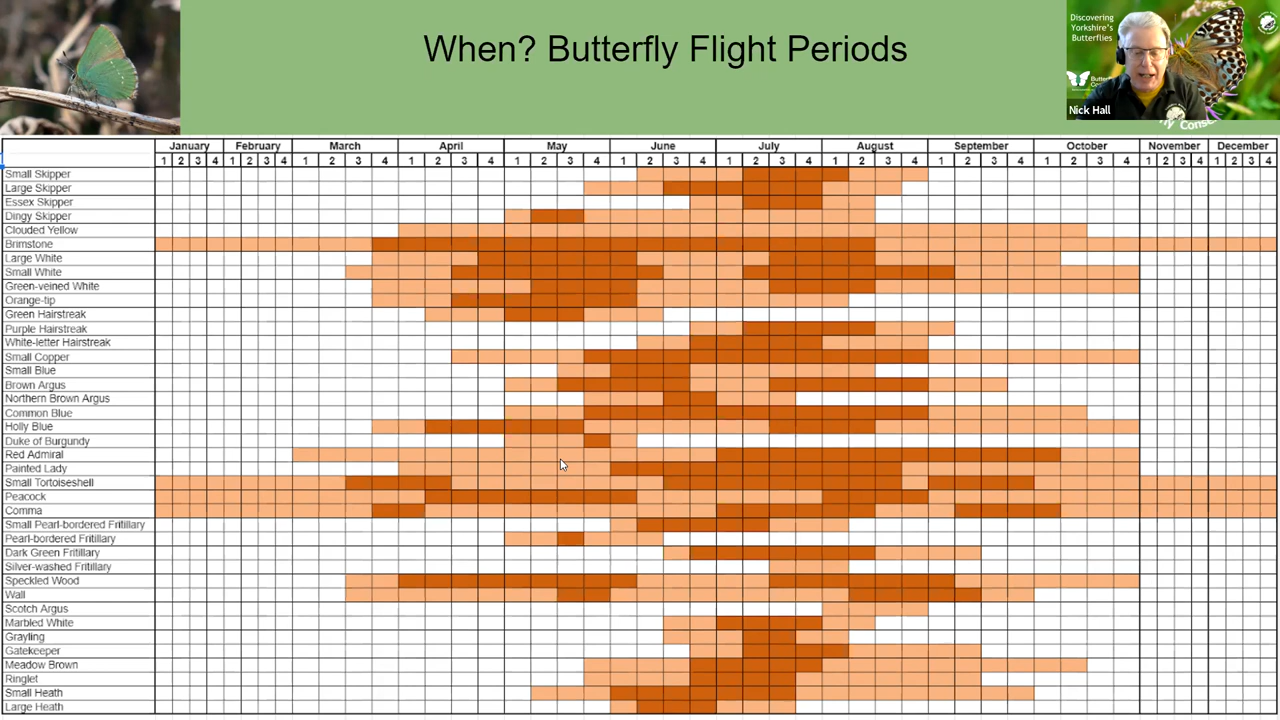 When? Butterfly Flight Periods
Discovering
Yorkshire's
Butterflies
Nick Hall
January February March April May June July August September October November December
1 2 3 4 1 2 3 4 1 2 3 4 1 2 3 4 1 2 3 4 1 2 3 4 1 2 3 4 1 2 3 4 1 2 3 4 1 2 3 4 1 2 3 4 1 2 3 4
Small Skipper
Large Skipper
Essex Skipper
Dingy Skipper
Clouded Yellow
Brimstone
Large White
Small White
Green-veined White
Orange-tip
Green Hairstreak
Purple Hairstreak
White-letter Hairstreak
Small Copper
Small Blue
Brown Argus
Northern Brown Argus
Common Blue
Holly Blue
Duke of Burgundy
Red Admiral
Painted Lady
Small Tortoiseshell
Peacock
Comma
Small Pearl-bordered Fritillary
Pearl-bordered Fritillary
Dark Green Fritillary
Silver-washed Fritillary
Speckled Wood
Wall
Scotch Argus
Marbled White
Grayling
Gatekeeper
Meadow Brown
Ringlet
Small Heath
Large Heath